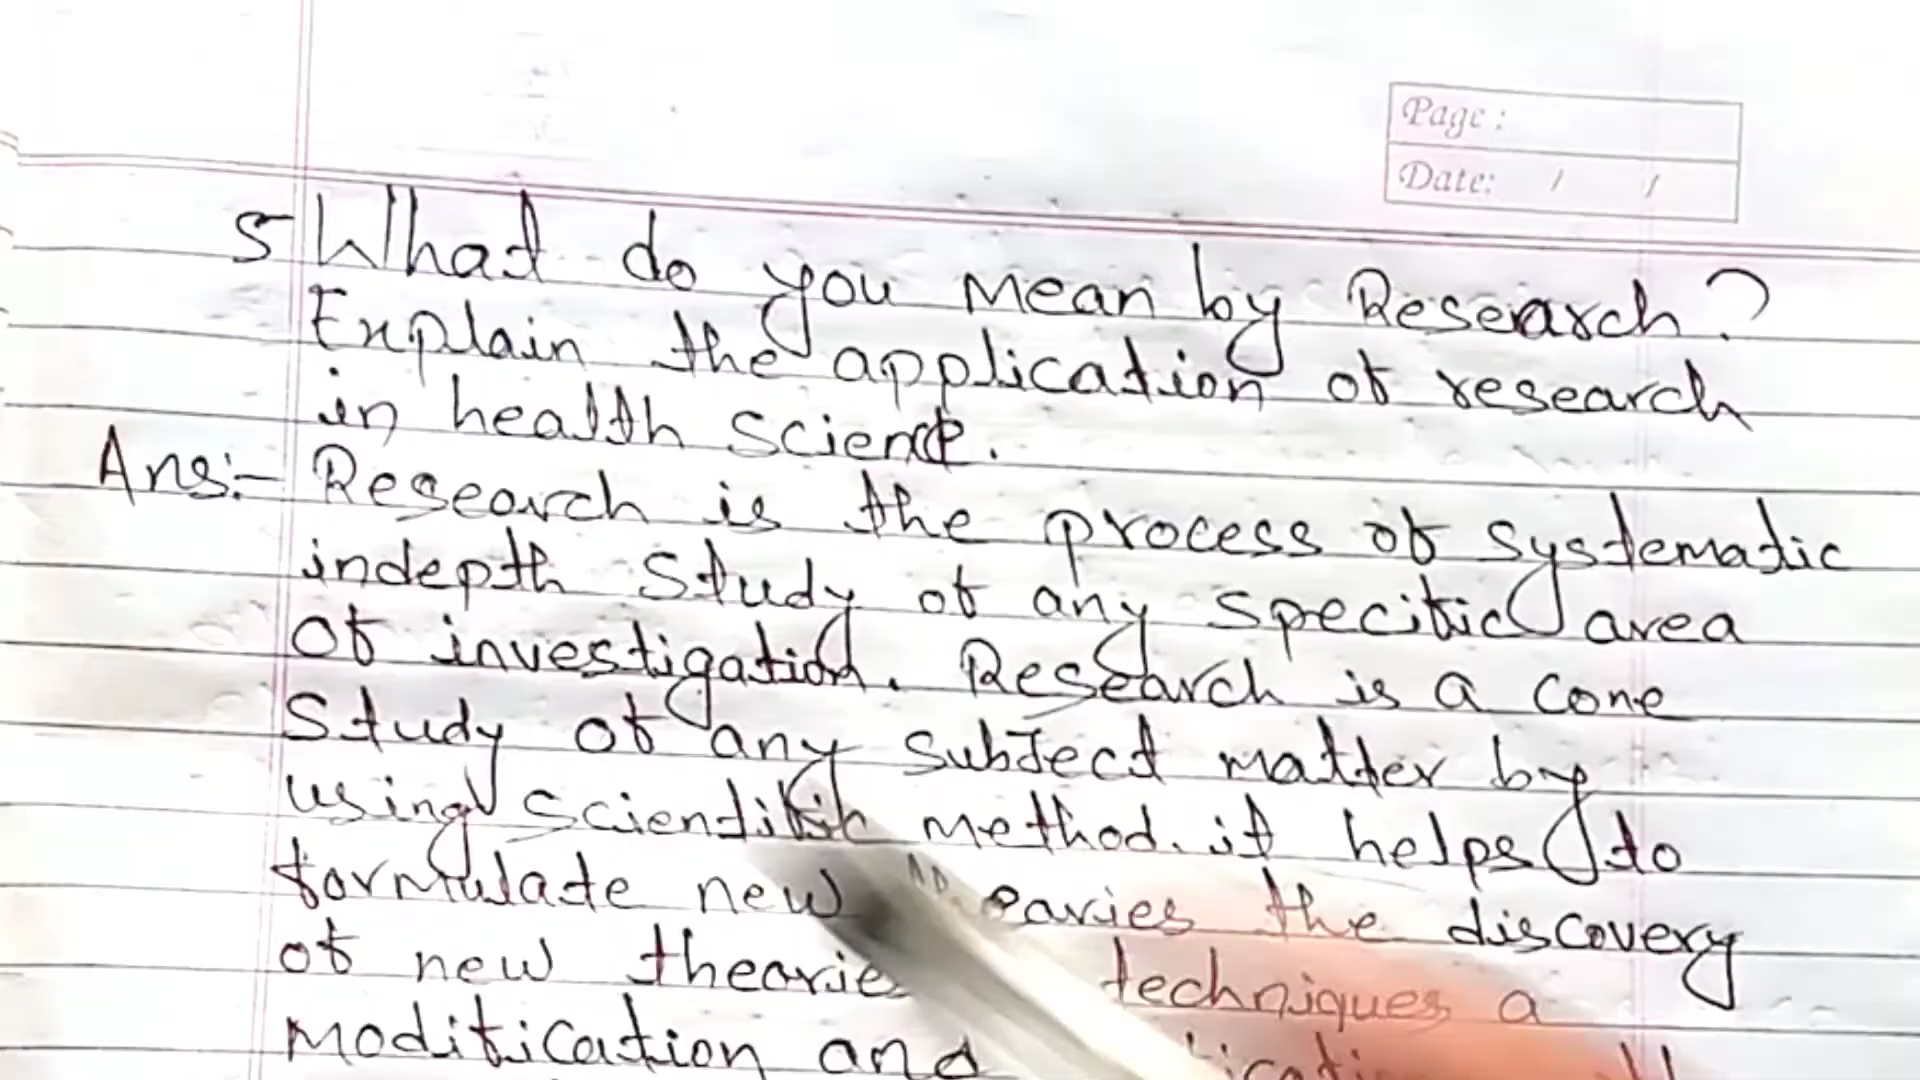 Page :
Date: / /
5 What do you mean by Research?
Explain the application of research
in health science.
Ans:- Research is the process of systematic
indepth study of any specific area
of investigation. Research is a cone
study of any subject matter by
using scientific method. it helps to
formulate new the discovery
of new techniques a
modification and